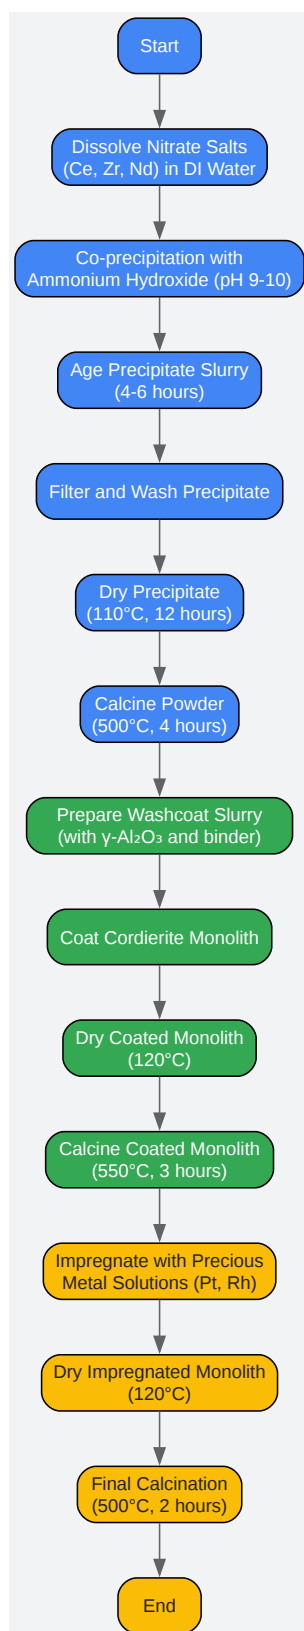 Start
Dissolve Nitrate Salts
(Ce, Zr, Nd) in DI Water
Co-precipitation with
Ammonium Hydroxide (pH 9-10)
Age Precipitate Slurry
(4-6 hours)
Filter and Wash Precipitate
Dry Precipitate
(110°C, 12 hours)
Calcine Powder
(500°C, 4 hours)
Prepare Washcoat Slurry
(with γ-Al₂O₃ and binder)
Coat Cordierite Monolith
Dry Coated Monolith
(120°C)
Calcine Coated Monolith
(550°C, 3 hours)
Impregnate with Precious
Metal Solutions (Pt, Rh)
Dry Impregnated Monolith
(120°C)
Final Calcination
(500°C, 2 hours)
End